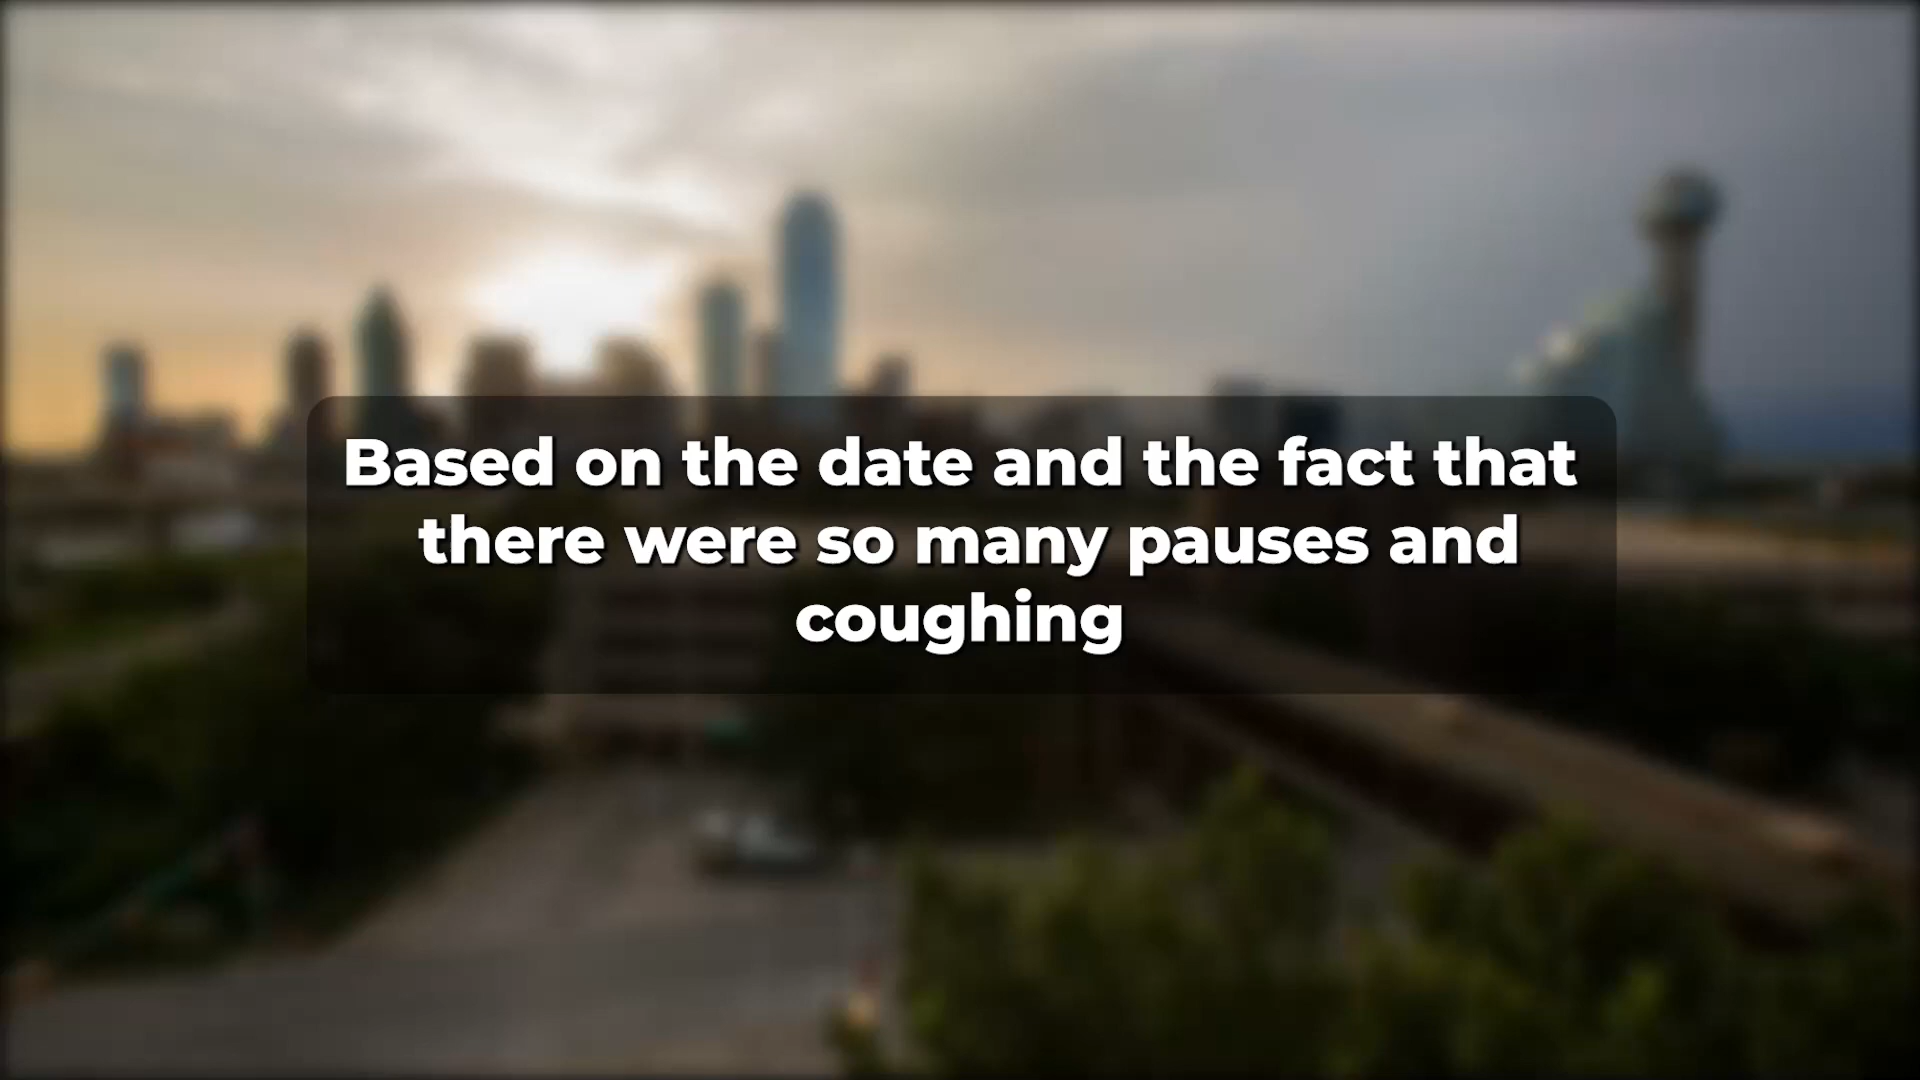 Based on the date and the fact that
there were so many pauses and
coughing